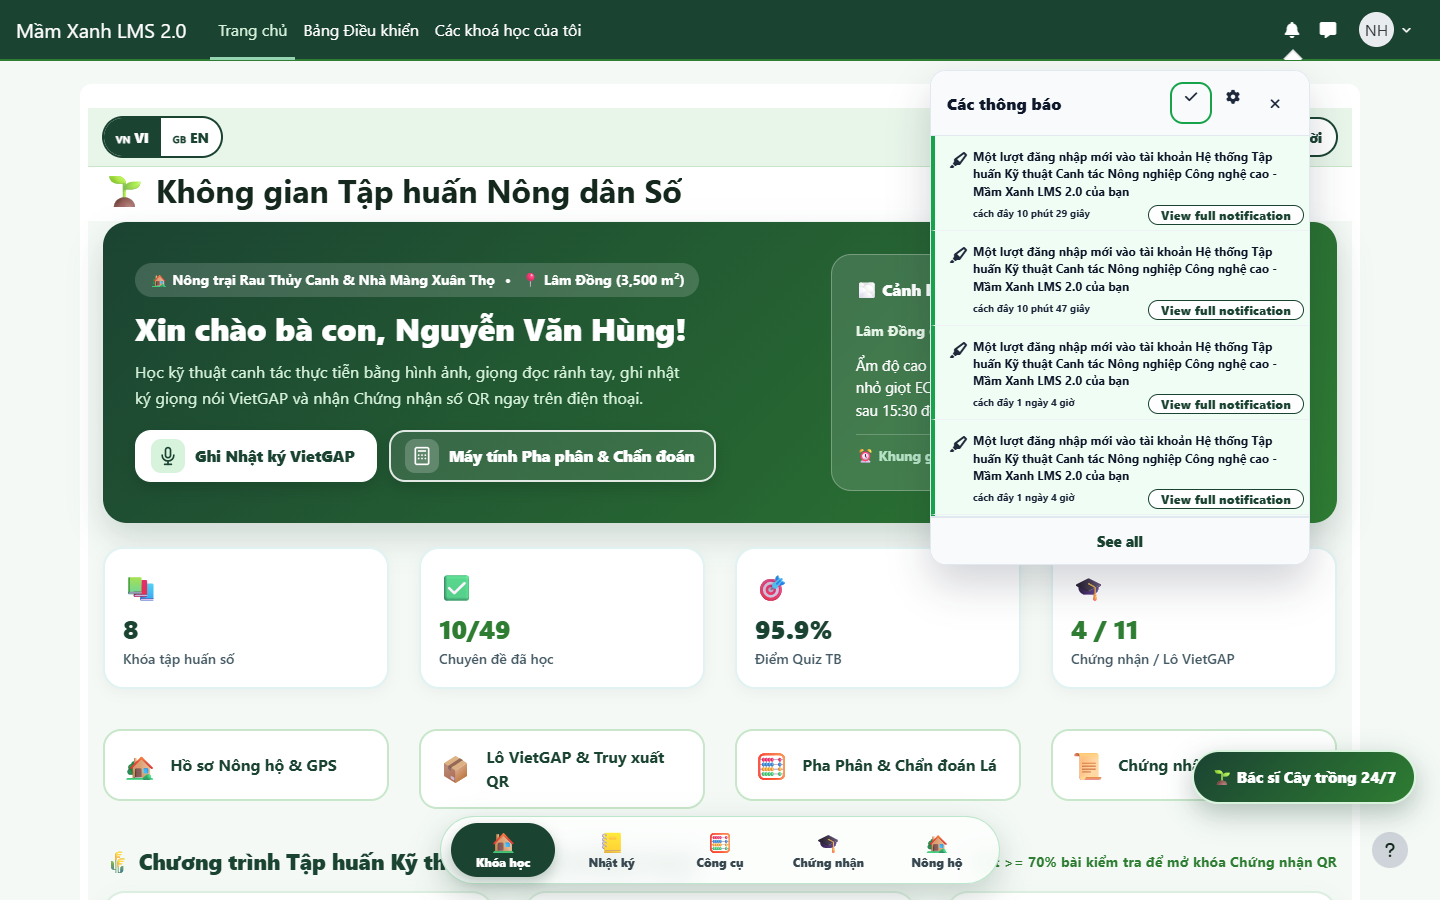 Mầm Xanh LMS 2.0
Trang chủ
Bảng Điều khiển
Các khoá học của tôi
NH
VN VI
GB EN
ời
Không gian Tập huấn Nông dân Số
Nông trại Rau Thủy Canh & Nhà Màng Xuân Thọ • Lâm Đồng (3,500 m²)
Xin chào bà con, Nguyễn Văn Hùng!
Học kỹ thuật canh tác thực tiễn bằng hình ảnh, giọng đọc rảnh tay, ghi nhật
ký giọng nói VietGAP và nhận Chứng nhận số QR ngay trên điện thoại.
Ghi Nhật ký VietGAP
Máy tính Pha phân & Chẩn đoán
Cảnh
Lâm Đồng
Ẩm độ cao
nhỏ giọt EC
sau 15:30 đ
Khung g
Các thông báo
Một lượt đăng nhập mới vào tài khoản Hệ thống Tập
huấn Kỹ thuật Canh tác Nông nghiệp Công nghệ cao -
Mầm Xanh LMS 2.0 của bạn
cách đây 10 phút 29 giây
View full notification
Một lượt đăng nhập mới vào tài khoản Hệ thống Tập
huấn Kỹ thuật Canh tác Nông nghiệp Công nghệ cao -
Mầm Xanh LMS 2.0 của bạn
cách đây 10 phút 47 giây
View full notification
Một lượt đăng nhập mới vào tài khoản Hệ thống Tập
huấn Kỹ thuật Canh tác Nông nghiệp Công nghệ cao -
Mầm Xanh LMS 2.0 của bạn
cách đây 1 ngày 4 giờ
View full notification
Một lượt đăng nhập mới vào tài khoản Hệ thống Tập
huấn Kỹ thuật Canh tác Nông nghiệp Công nghệ cao -
Mầm Xanh LMS 2.0 của bạn
cách đây 1 ngày 4 giờ
View full notification
See all
8
Khóa tập huấn số
10/49
Chuyên đề đã học
95.9%
Điểm Quiz TB
4 / 11
Chứng nhận / Lô VietGAP
Hồ sơ Nông hộ & GPS
Lô VietGAP & Truy xuất
QR
Pha Phân & Chẩn đoán Lá
Chứng nhậ
Bác sĩ Cây trồng 24/7
Chương trình Tập huấn Kỹ th
>= 70% bài kiểm tra để mở khóa Chứng nhận QR
Khóa học
Nhật ký
Công cụ
Chứng nhận
Nông hộ
?